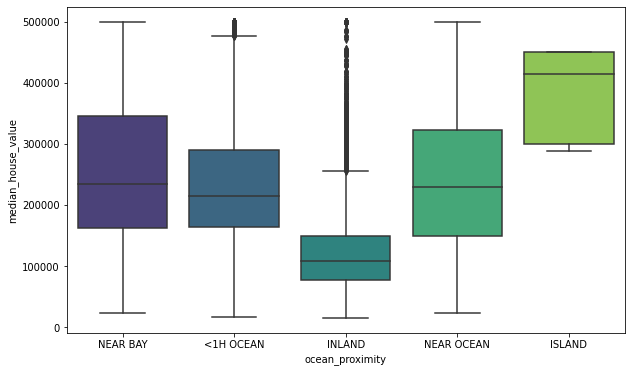 500000
400000
300000
200000
100000
0
median_house_value
NEAR BAY
<1H OCEAN
INLAND
NEAR OCEAN
ISLAND
ocean_proximity